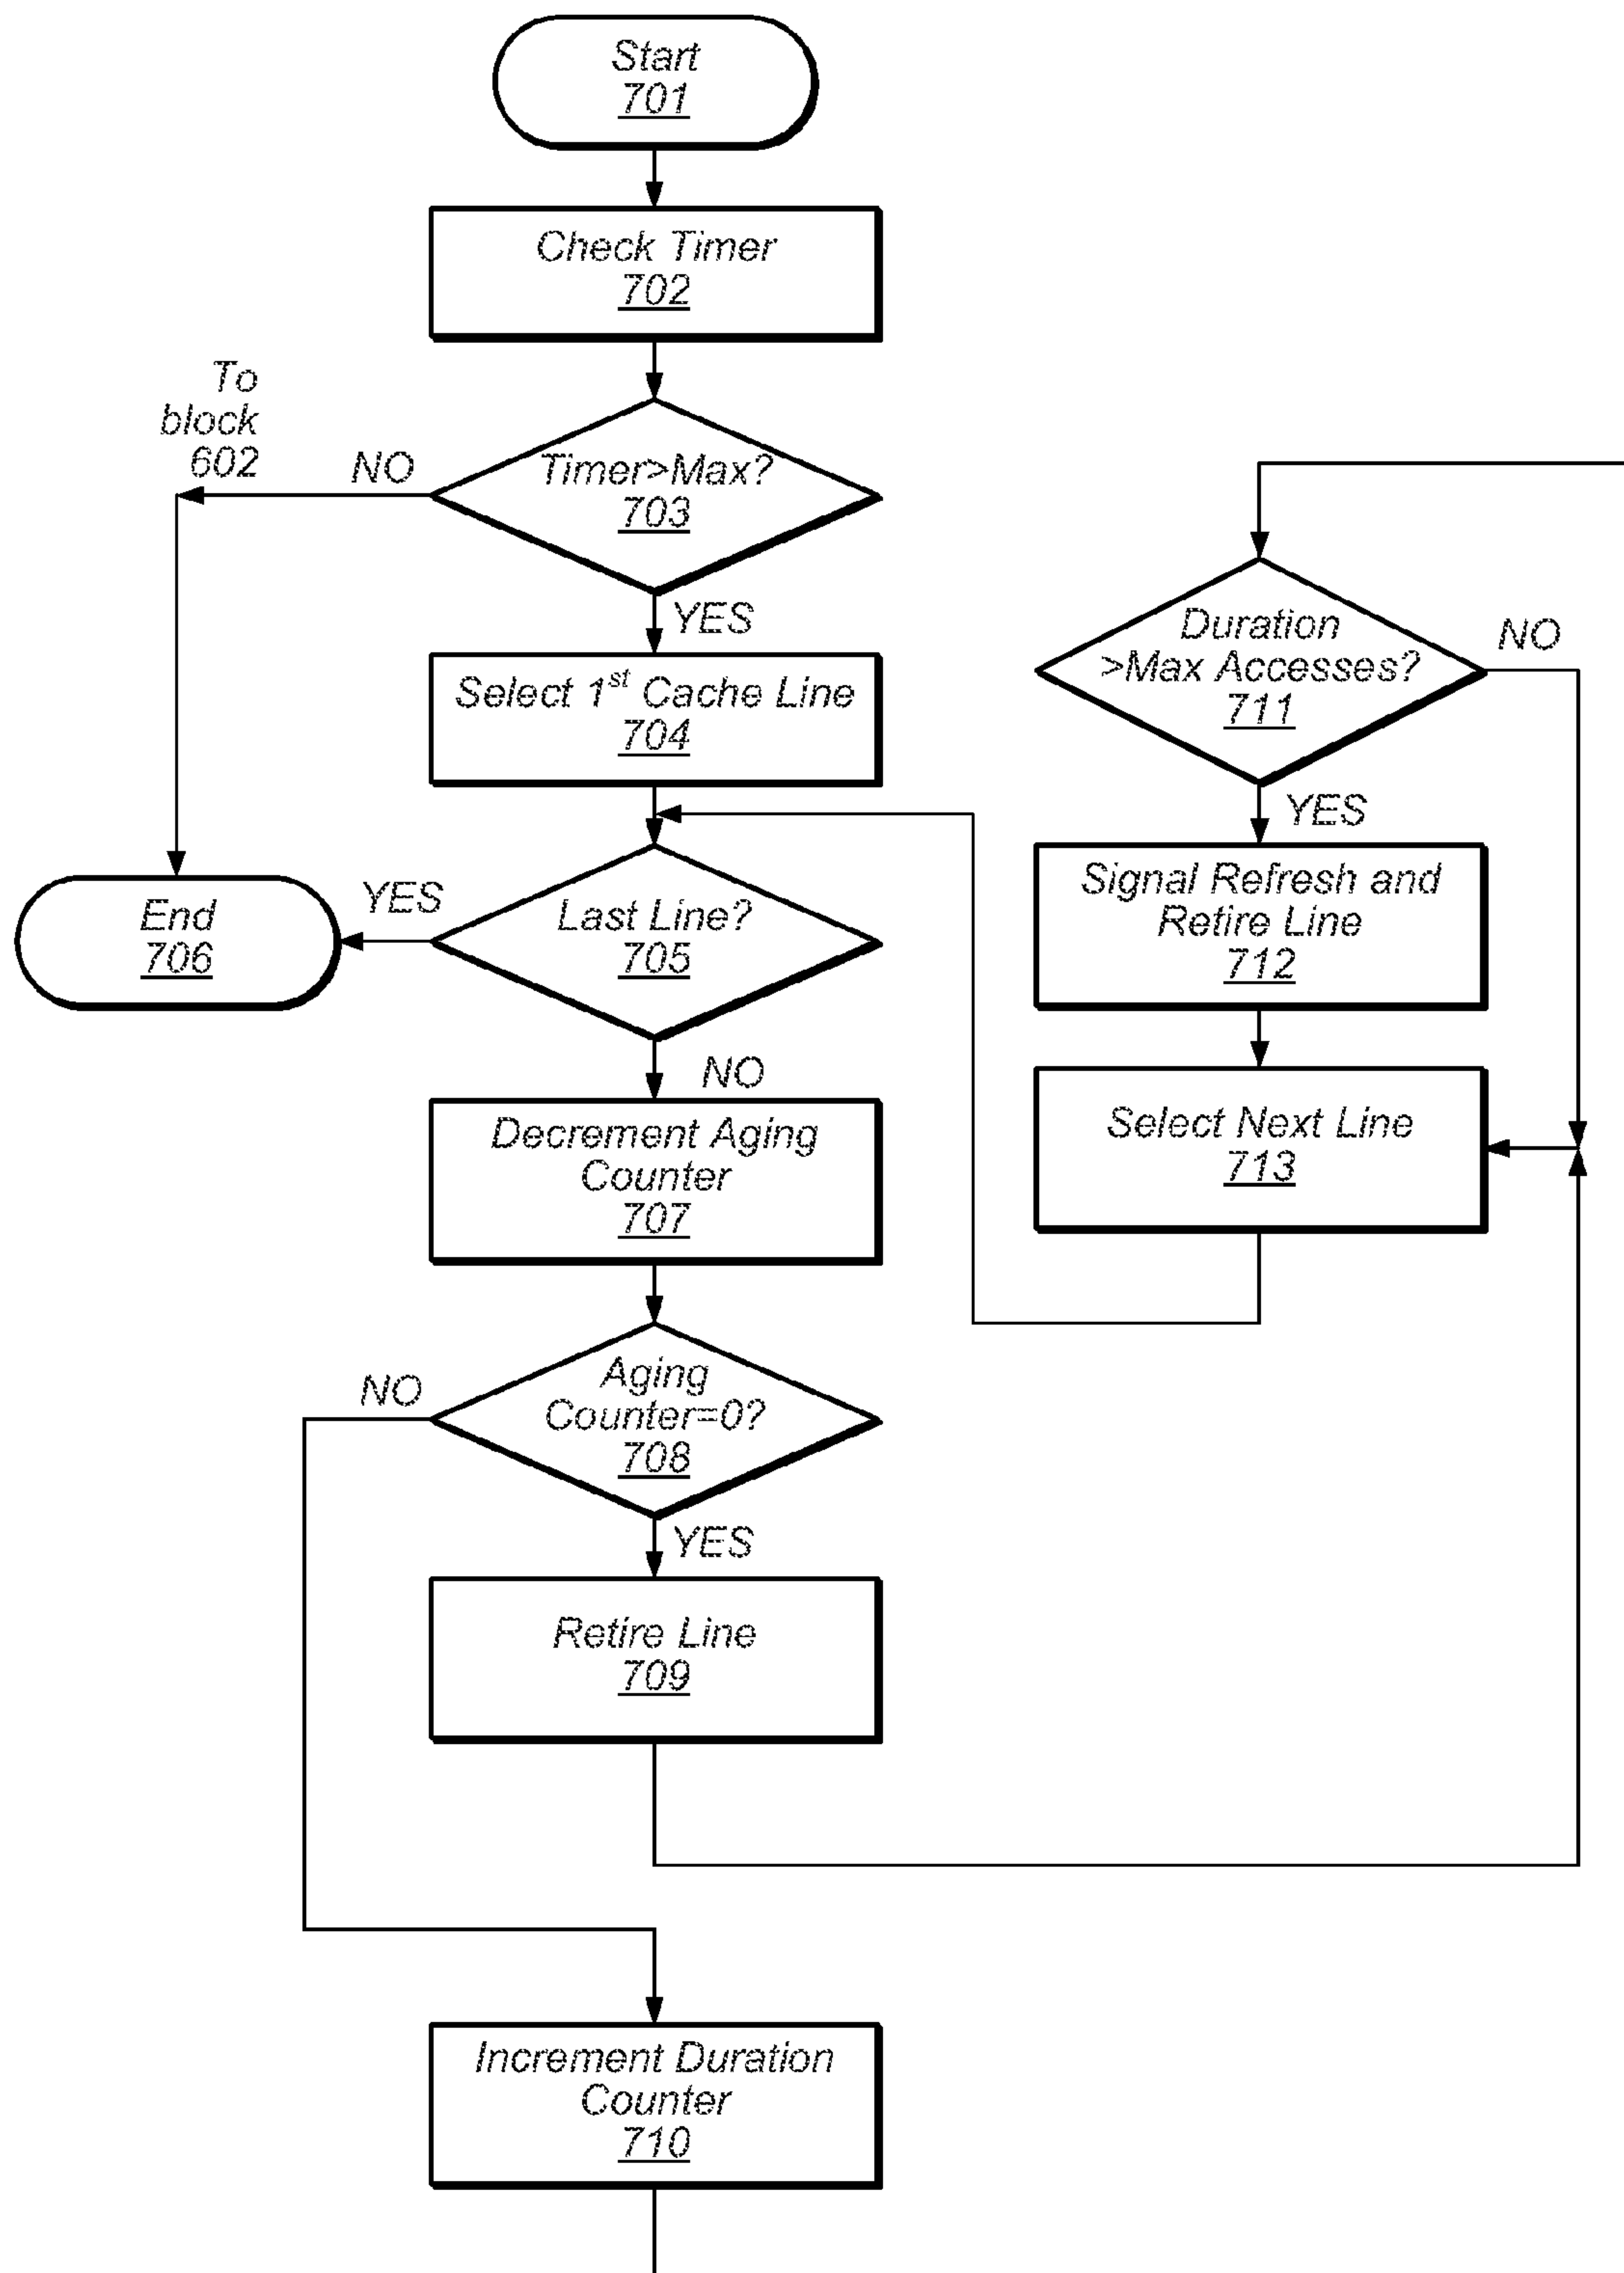 Start
701
Check Timer
702
To
block
602
NO
Timer>Max?
703
YES
Select 1st Cache Line
704
YES
Last Line?
705
End
706
NO
Decrement Aging
Counter
707
NO
Aging
Counter=0?
708
YES
Retire Line
709
Increment Duration
Counter
710
Duration
>Max Accesses?
711
NO
YES
Signal Refresh and
Retire Line
712
Select Next Line
713